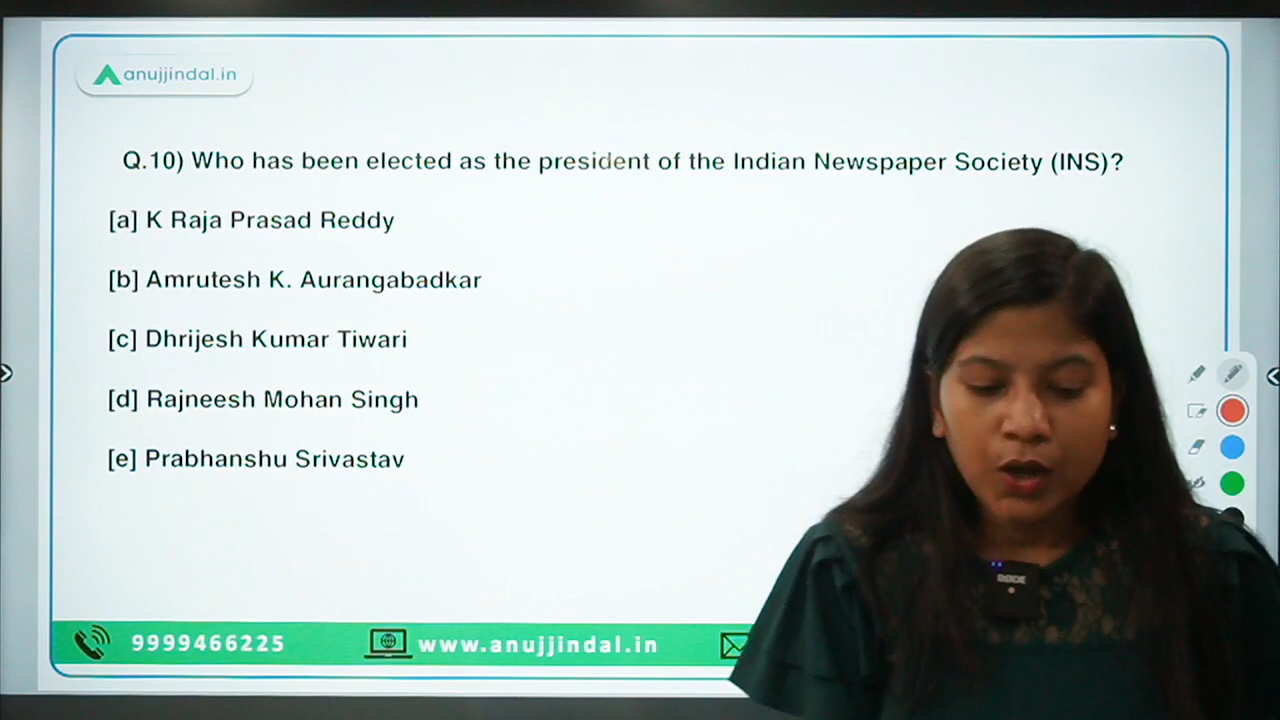 anujjindal.in
Q.10) Who has been elected as the president of the Indian Newspaper Society (INS)?
[a] K Raja Prasad Reddy
[b] Amrutesh K. Aurangabadkar
[c] Dhrijesh Kumar Tiwari
[d] Rajneesh Mohan Singh
[e] Prabhanshu Srivastav
RØDE
9999466225 www.anujjindal.in